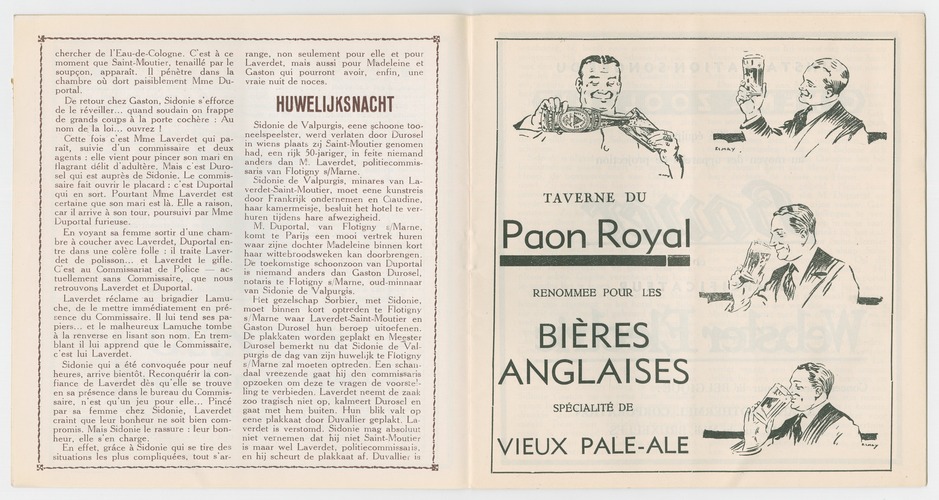 chercher de l'Eau-de-Cologne. C'est à ce
moment que Saint-Moutier, tenaillé par le
soupçon, apparaît. Il pénètre dans la
chambre où dort paisiblement Mme Du-
portal.
De retour chez Gaston, Sidonie s'efforce
de le réveiller... quand soudain on frappe
de grands coups à la porte cochère : Au
nom de la loi... ouvrez !
Cette fois c'est Mme Laverdet qui pa-
raît, suivie d'un commissaire et deux
agents : elle vient pour pincer son mari en
flagrant délit d'adultère. Mais c'est Duro-
sel qui est auprès de Sidonie. Le commis-
saire fait ouvrir le placard : c'est Duportal
qui en sort. Pourtant Mme Laverdet est
certaine que son mari est là. Elle a raison,
car il arrive à son tour, poursuivi par Mme
Duportal furieuse.
En voyant sa femme sortir d'une cham-
bre à coucher avec Laverdet, Duportal en-
tre dans une colère folle : il traite Laver-
det de polisson... et Laverdet le gifle.
C'est au Commissariat de Police — ac-
tuellement sans Commissaire, que nous
retrouvons Laverdet et Duportal.
Laverdet réclame au brigadier Lamu-
che, de le mettre immédiatement en pré-
sence du Commissaire. Il lui tend ses pa-
piers... et le malheureux Lamuche tombe
à la renverse en lisant son nom. En trem-
blant il lui apprend que le Commissaire,
c'est lui Laverdet.
Sidonie qui a été convoquée pour neuf
heures, arrive bientôt. Reconquérir la con-
fiance de Laverdet dès qu'elle se trouve
en sa présence dans le bureau du Commis-
saire, n'est qu'un jeu pour elle... Pincé
par sa femme chez Sidonie, Laverdet
craint que leur bonheur ne soit bien com-
promis. Mais Sidonie le rassure : leur bon-
heur, elle s'en charge.
En effet, grâce à Sidonie qui se tire des
situations les plus compliquées, tout s'ar-
range, non seulement pour elle et pour
Laverdet, mais aussi pour Madeleine et
Gaston qui pourront avoir, enfin, une
vraie nuit de noces.
HUWELIJKSNACHT
Sidonie de Valpurgis, eene schoone too-
neelspeelster, werd verlaten door Durosel
in wiens plaats zij Saint-Moutier genomen
had, een rijk 50-jariger, in feite niemand
anders dan M. Laverdet, politiecommis-
saris van Flotigny s/Marne.
Sidonie de Valpurgis, minares van La-
verdet-Saint-Moutier, moet eene kunstreis
door Frankrijk ondernemen en Claudine,
haar kamermeisje, besluit het hotel te ver-
huren tijdens hare afwezigheid.
M. Duportal, van Flotigny s/Marne,
komt te Parijs een mooi vertrek huren
waar zijne dochter Madeleine binnen kort
haar wittebroodsweken kan doorbrengen.
De toekomstige schoonzoon van Duportal
is niemand anders dan Gaston Durosel,
notaris te Flotigny s/Marne, oud-minnaar
van Sidonie de Valpurgis.
Het gezelschap Sorbier, met Sidonie,
moet binnen kort optreden te Flotigny
s/Marne waar Laverdet-Saint-Moutier en
Gaston Durosel hun beroep uitoefenen.
De plakkaten worden geplakt en Meester
Durosel bemerkt nu dat Sidonie de Val-
purgis de dag van zijn huwelijk te Flotigny
s/Marne zal moeten optreden. Een schan-
daal vreezende gaat hij den commissaris
opzoeken om deze te vragen de voorstel-
ling te verbieden. Laverdet neemt de zaak
zoo tragisch niet op, kalmeert Durosel en
gaat met hem buiten. Hun blik valt op
eene plakkaat door Duvallier geplakt. La-
verdet is verstomd. Sidonie mag absoluut
niet vernemen dat hij niet Saint-Moutier
is maar wel Laverdet, politiecommissaris,
en hij scheurt de plakkaat af. Duvallier is
TAVERNE DU
Paon Royal
RENOMMEE POUR LES
BIÈRES
ANGLAISES
SPÉCIALITÉ DE
VIEUX PALE-ALE